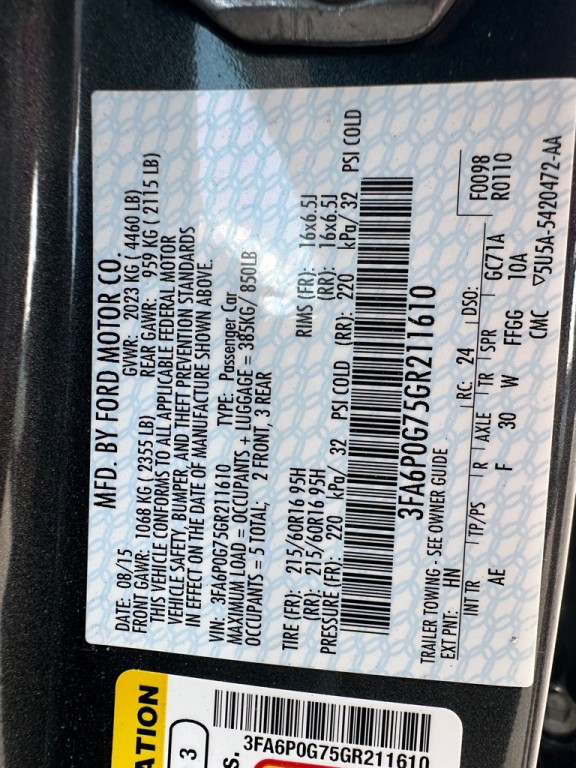 MFD. BY FORD MOTOR CO.
DATE: 08/15 GVWR: 2023 KG ( 4460 LB)
FRONT GAWR: 1068 KG ( 2355 LB) REAR GAWR: 959 KG ( 2115 LB)
THIS VEHICLE CONFORMS TO ALL APPLICABLE FEDERAL MOTOR
VEHICLE SAFETY, BUMPER, AND THEFT PREVENTION STANDARDS
IN EFFECT ON THE DATE OF MANUFACTURE SHOWN ABOVE.
VIN: 3FA6P0G75GR211610 TYPE: Passenger Car
MAXIMUM LOAD = OCCUPANTS + LUGGAGE = 385KG/ 850LB
OCCUPANTS = 5 TOTAL; 2 FRONT, 3 REAR
TIRE (FR): 215/60R16 95H RIMS (FR): 16x6.5J
(RR): 215/60R16 95H (RR): 16x6.5J
PRESSURE (FR): 220 kPa/ 32 PSI COLD (RR): 220 kPa/ 32 PSI COLD
3FA6P0G75GR211610
TRAILER TOWING - SEE OWNER GUIDE F0098
EXT PNT: HN RC: 24 DSO: R0110
INT TR TP/PS R AXLE TR SPR GC71A
AE F 30 W FFGG 10A
CMC ▽5U5A-5420472-AA
ATION
3
s.
3FA6P0G75GR211610